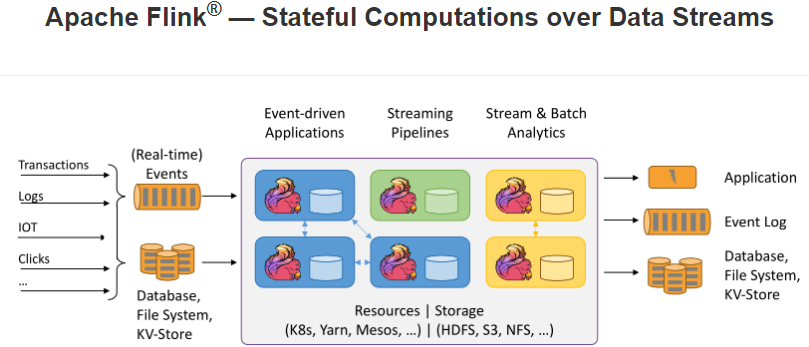 Apache Flink® — Stateful Computations over Data Streams
Event-driven
Applications
Streaming
Pipelines
Stream & Batch
Analytics
Transactions
Logs
IOT
Clicks
...
(Real-time)
Events
Database,
File System,
KV-Store
Resources | Storage
(K8s, Yarn, Mesos, ...) | (HDFS, S3, NFS, ...)
Application
Event Log
Database,
File System,
KV-Store